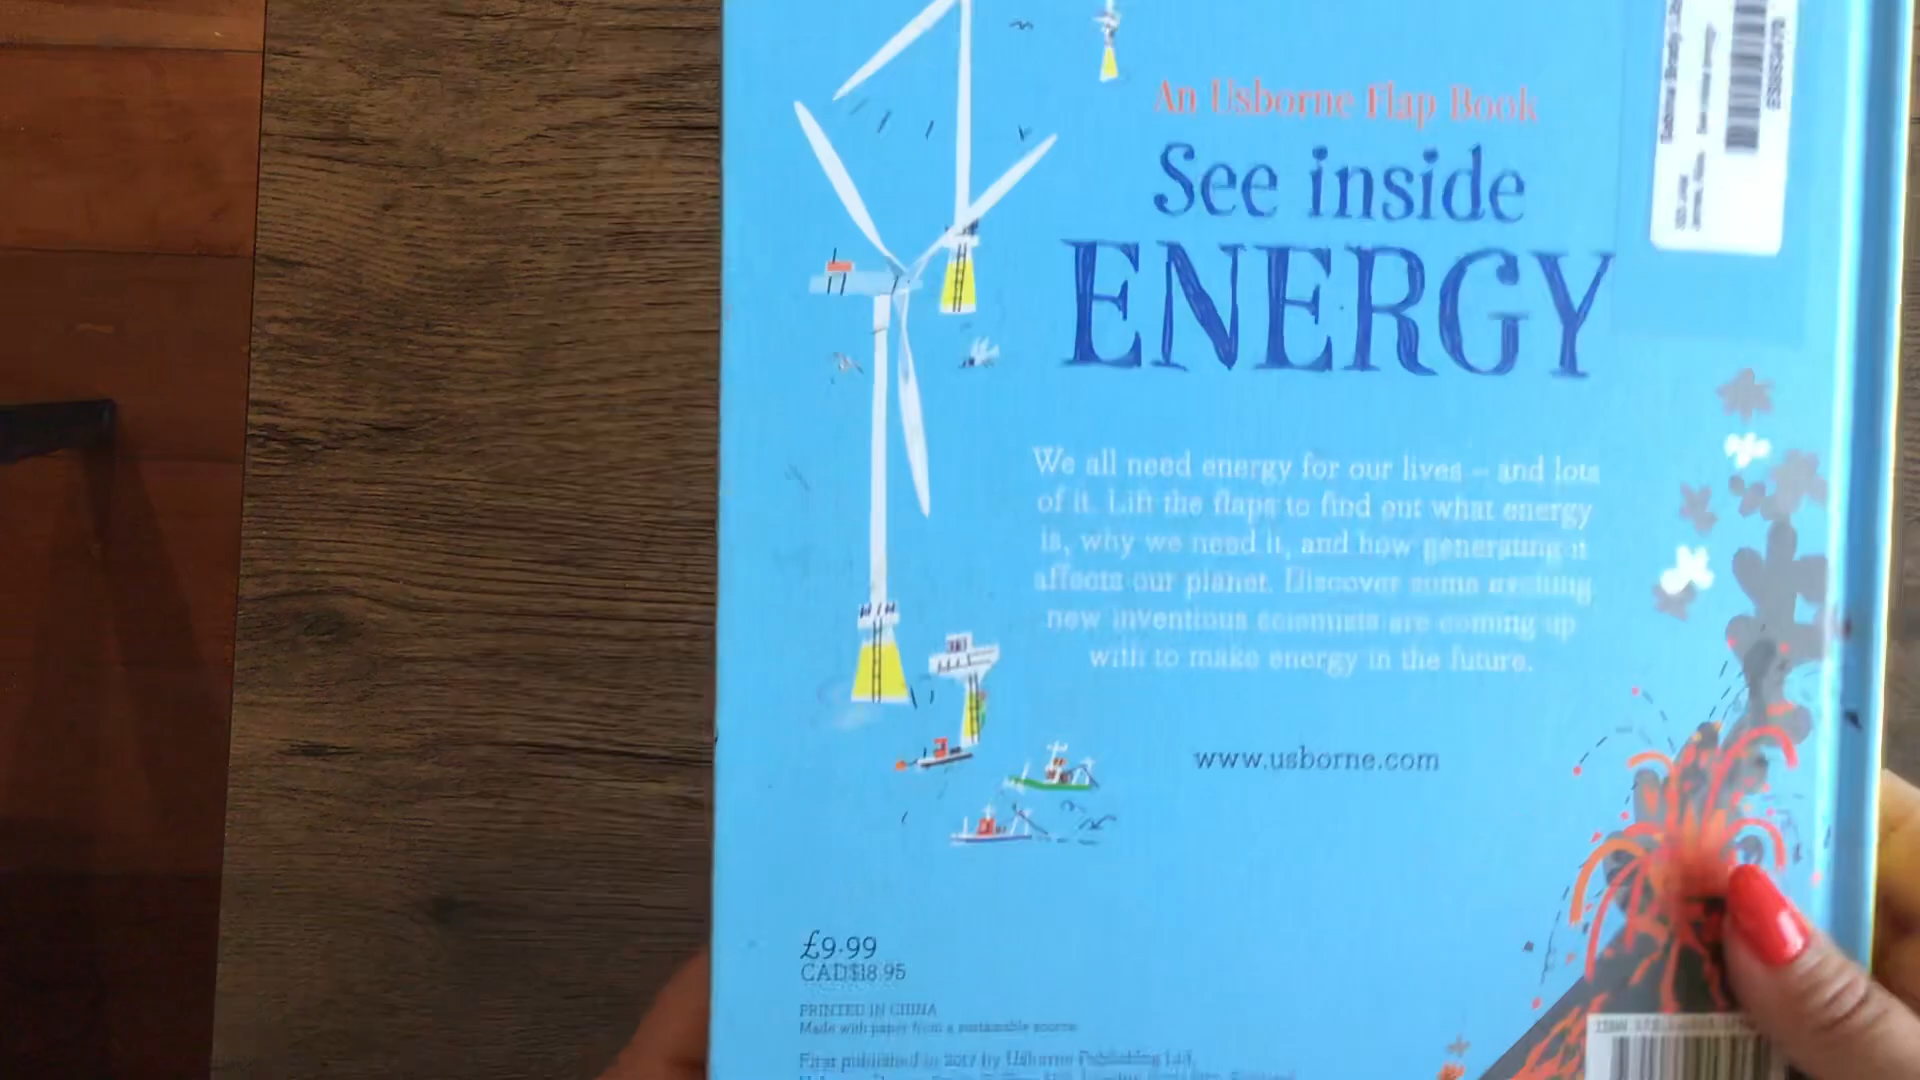 An Usborne Flap Book
See inside
ENERGY
We all need energy for our lives – and lots
of it. Lift the flaps to find out what energy
is, why we need it, and how generating it
affects our planet. Discover some exciting
new inventions scientists are coming up
with to make energy in the future.
www.usborne.com
£9·99
CAD$18.95
PRINTED IN CHINA
Made with paper from a sustainable source
First published in 2017 by Usborne Publishing Ltd,
ISBN